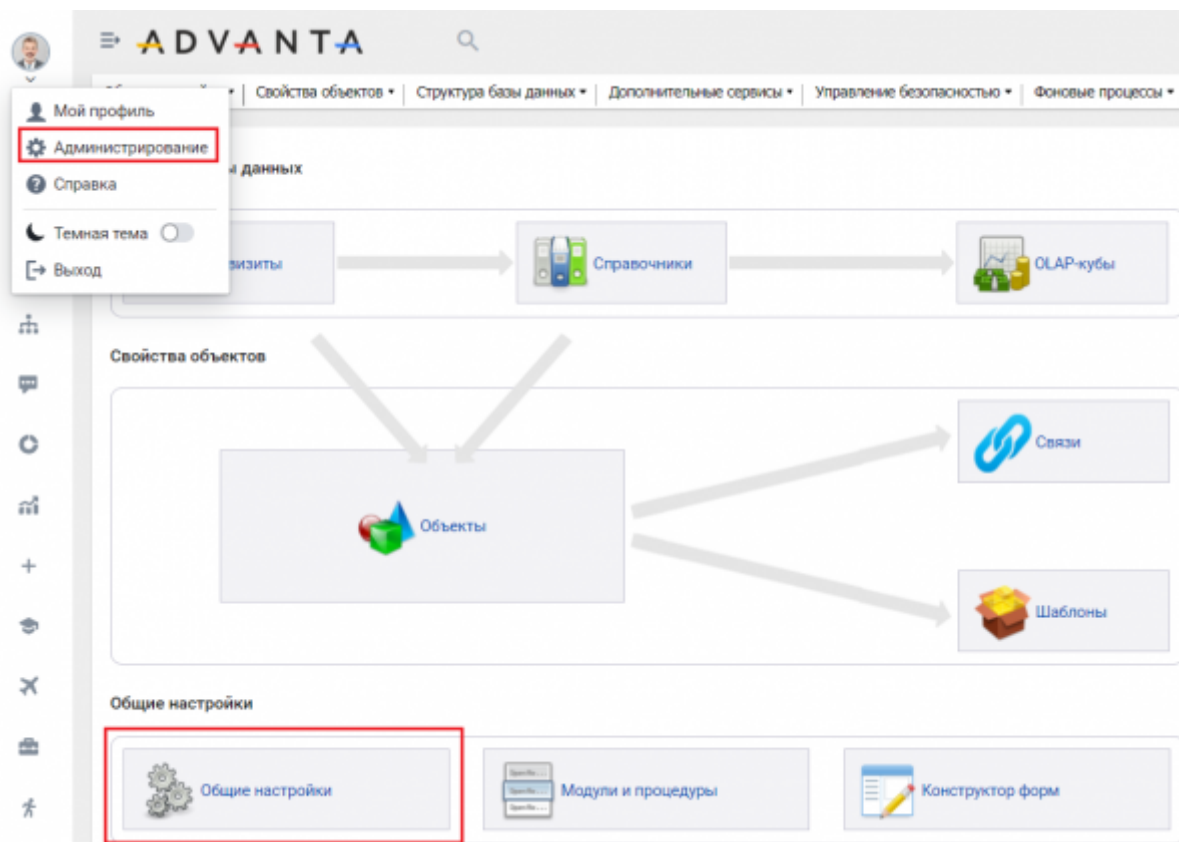 ADVANTA
Свойства объектов
Структура базы данных
Дополнительные сервисы
Управление безопасностью
Фоновые процессы
Мой профиль
Администрирование
Справка
Темная тема
Выход
данных
визиты
Справочники
OLAP-кубы
Свойства объектов
Объекты
Связи
Шаблоны
Общие настройки
Общие настройки
Модули и процедуры
Конструктор форм